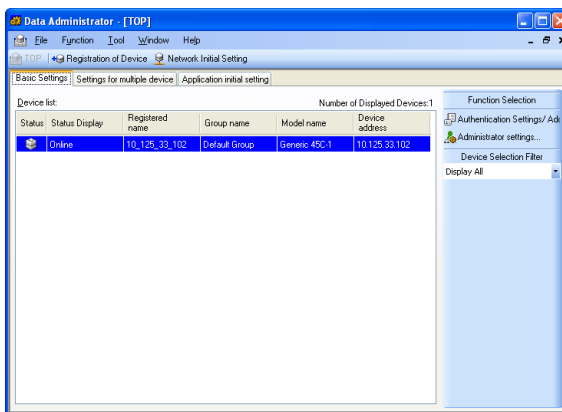 Data Administrator - [TOP]
File Function Tool Window Help
TOP Registration of Device Network Initial Setting
Basic Settings Settings for multiple device Application initial setting
Device list: Number of Displayed Devices:1
Status Status Display Registered name Group name Model name Device address
Online 10_125_33_102 Default Group Generic 45C-1 10.125.33.102
Function Selection
Authentication Settings/ Add
Administrator settings...
Device Selection Filter
Display All